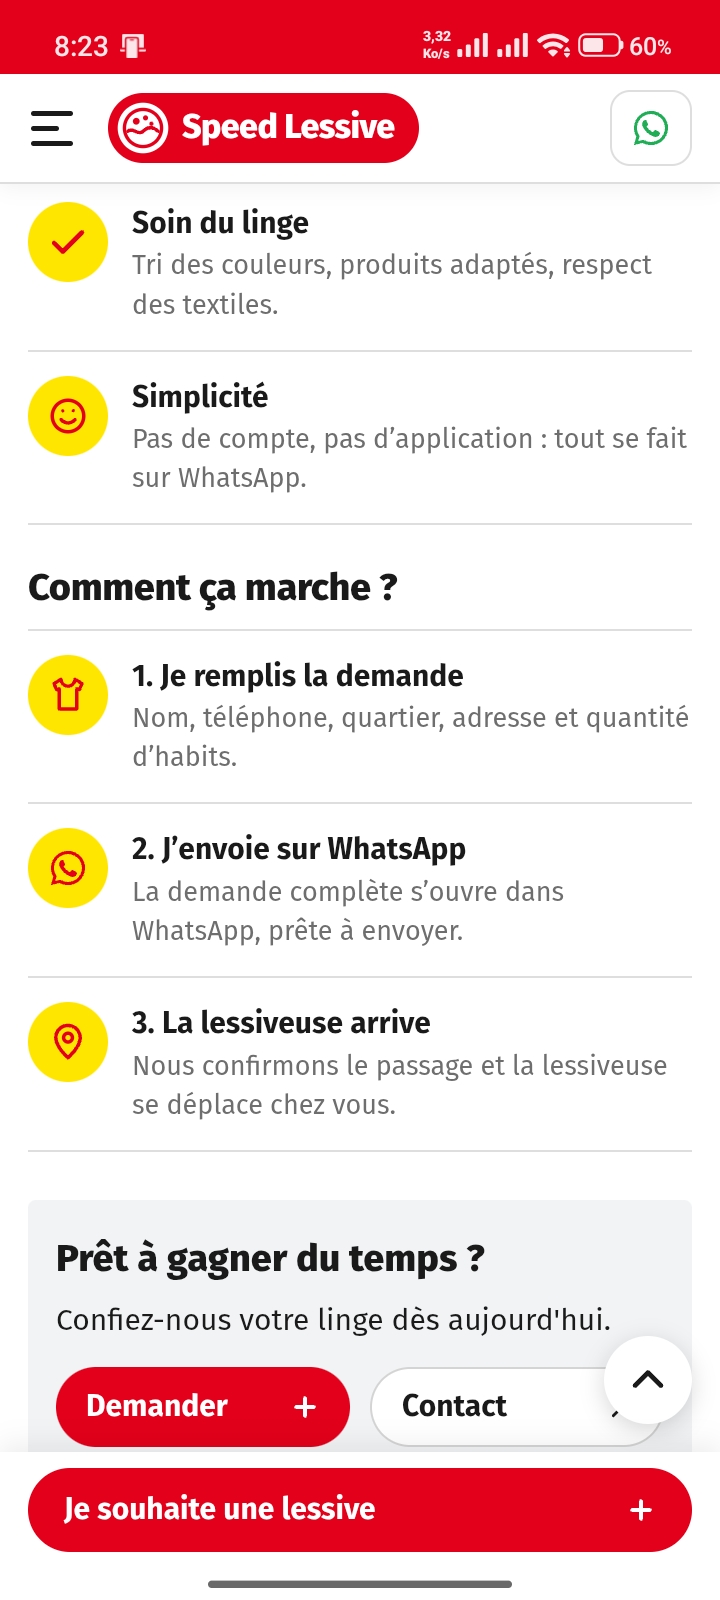 8:23
3,32
Ko/s
60%
Speed Lessive
Soin du linge
Tri des couleurs, produits adaptés, respect
des textiles.
Simplicité
Pas de compte, pas d’application : tout se fait
sur WhatsApp.
Comment ça marche ?
1. Je remplis la demande
Nom, téléphone, quartier, adresse et quantité
d’habits.
2. J’envoie sur WhatsApp
La demande complète s’ouvre dans
WhatsApp, prête à envoyer.
3. La lessiveuse arrive
Nous confirmons le passage et la lessiveuse
se déplace chez vous.
Prêt à gagner du temps ?
Confiez-nous votre linge dès aujourd'hui.
Demander +
Contact
Je souhaite une lessive +